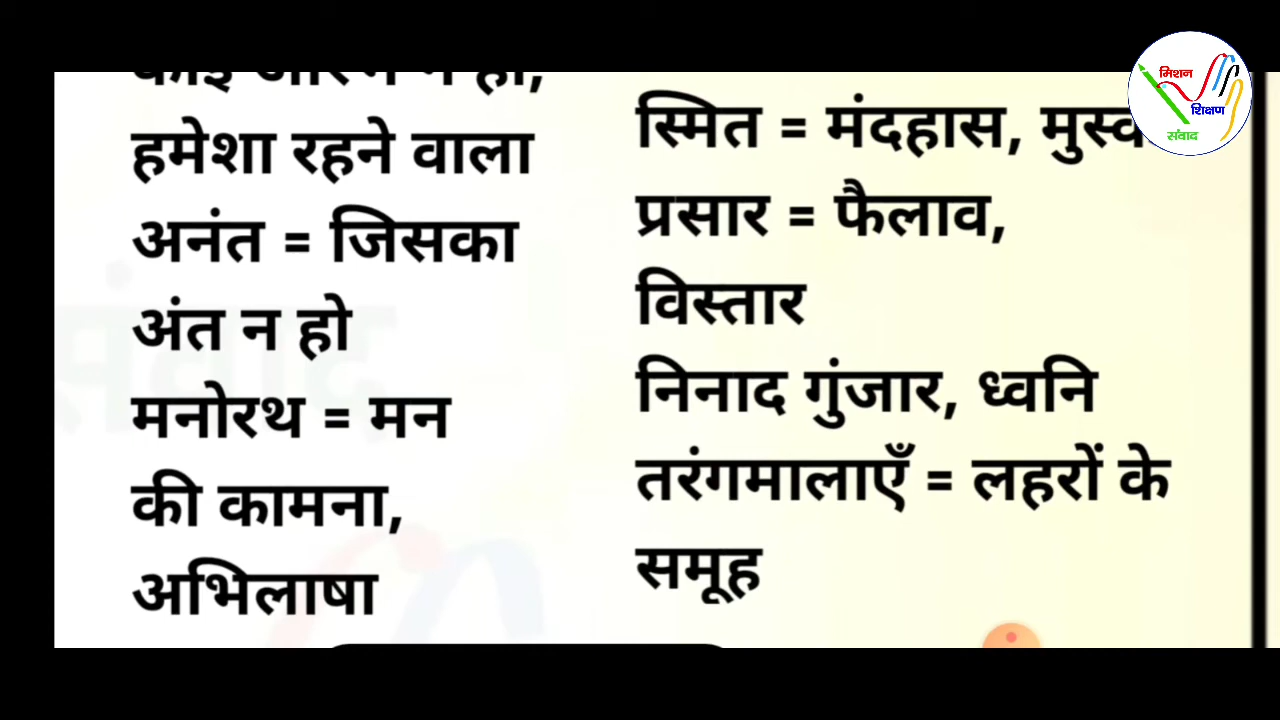 हमेशा रहने वाला
अनंत = जिसका
अंत न हो
मनोरथ = मन
की कामना,
अभिलाषा
स्मित = मंदहास,
प्रसार = फैलाव,
विस्तार
निनाद गुंजार, ध्वनि
तरंगमालाएँ = लहरों के
समूह
मिशन
शिक्षण
संवाद